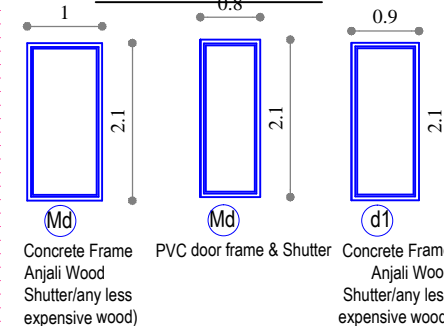 1
0.8
0.9
2.1
2.1
2.1
Md
Md
d1
Concrete Frame
Anjali Wood
Shutter/any less
expensive wood)
PVC door frame & Shutter
Concrete Fram
Anjali Woo
Shutter/any les
expensive wood